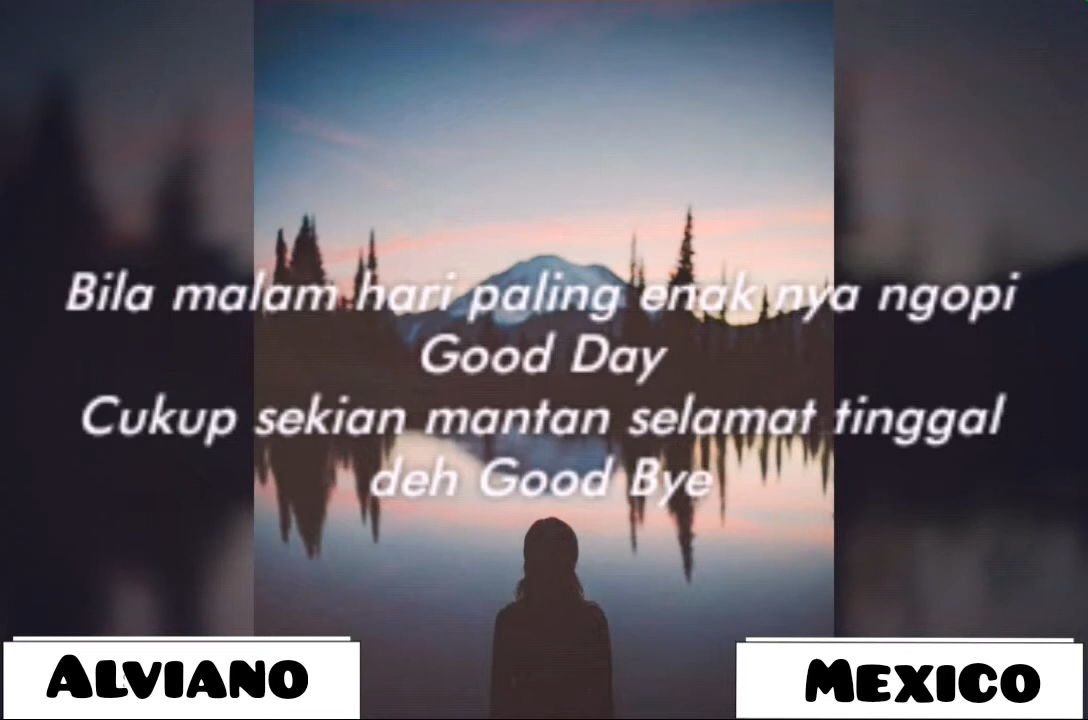 Bila malam hari paling enak nya ngopi
Good Day
Cukup sekian mantan selamat tinggal
deh Good Bye
ALVIANO
MEXICO